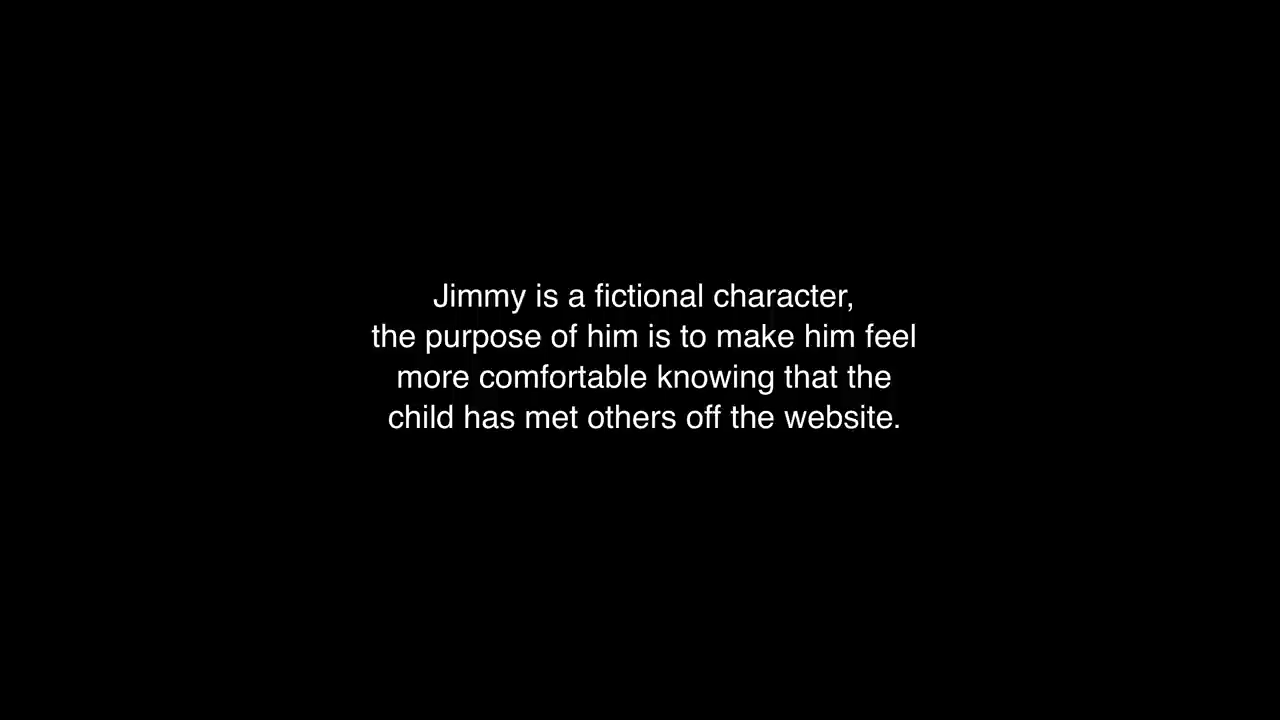 Jimmy is a fictional character,
the purpose of him is to make him feel
more comfortable knowing that the
child has met others off the website.